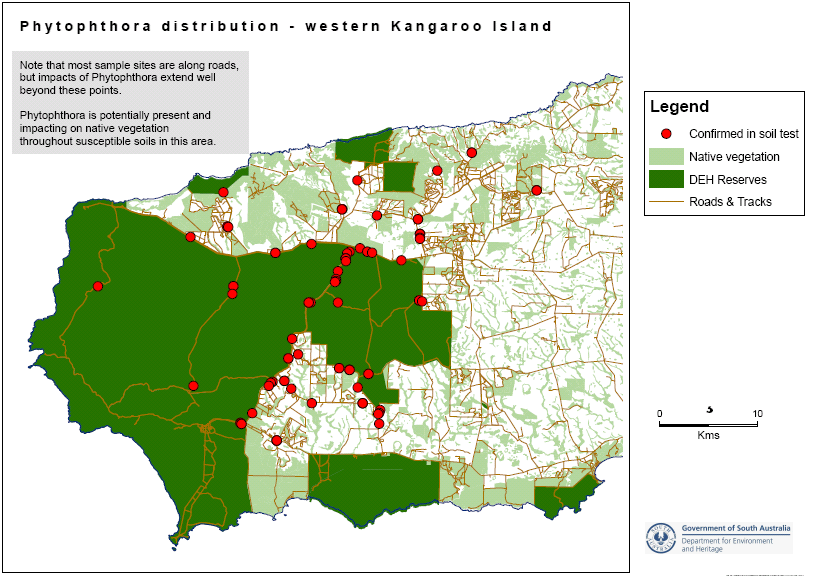 Phytophthora distribution - western Kangaroo Island
Note that most sample sites are along roads,
but impacts of Phytophthora extend well
beyond these points.
Phytophthora is potentially present and
impacting on native vegetation
throughout susceptible soils in this area.
Legend
Confirmed in soil test
Native vegetation
DEH Reserves
Roads & Tracks
0
5
10
Kms
Government of South Australia
Department for Environment
and Heritage